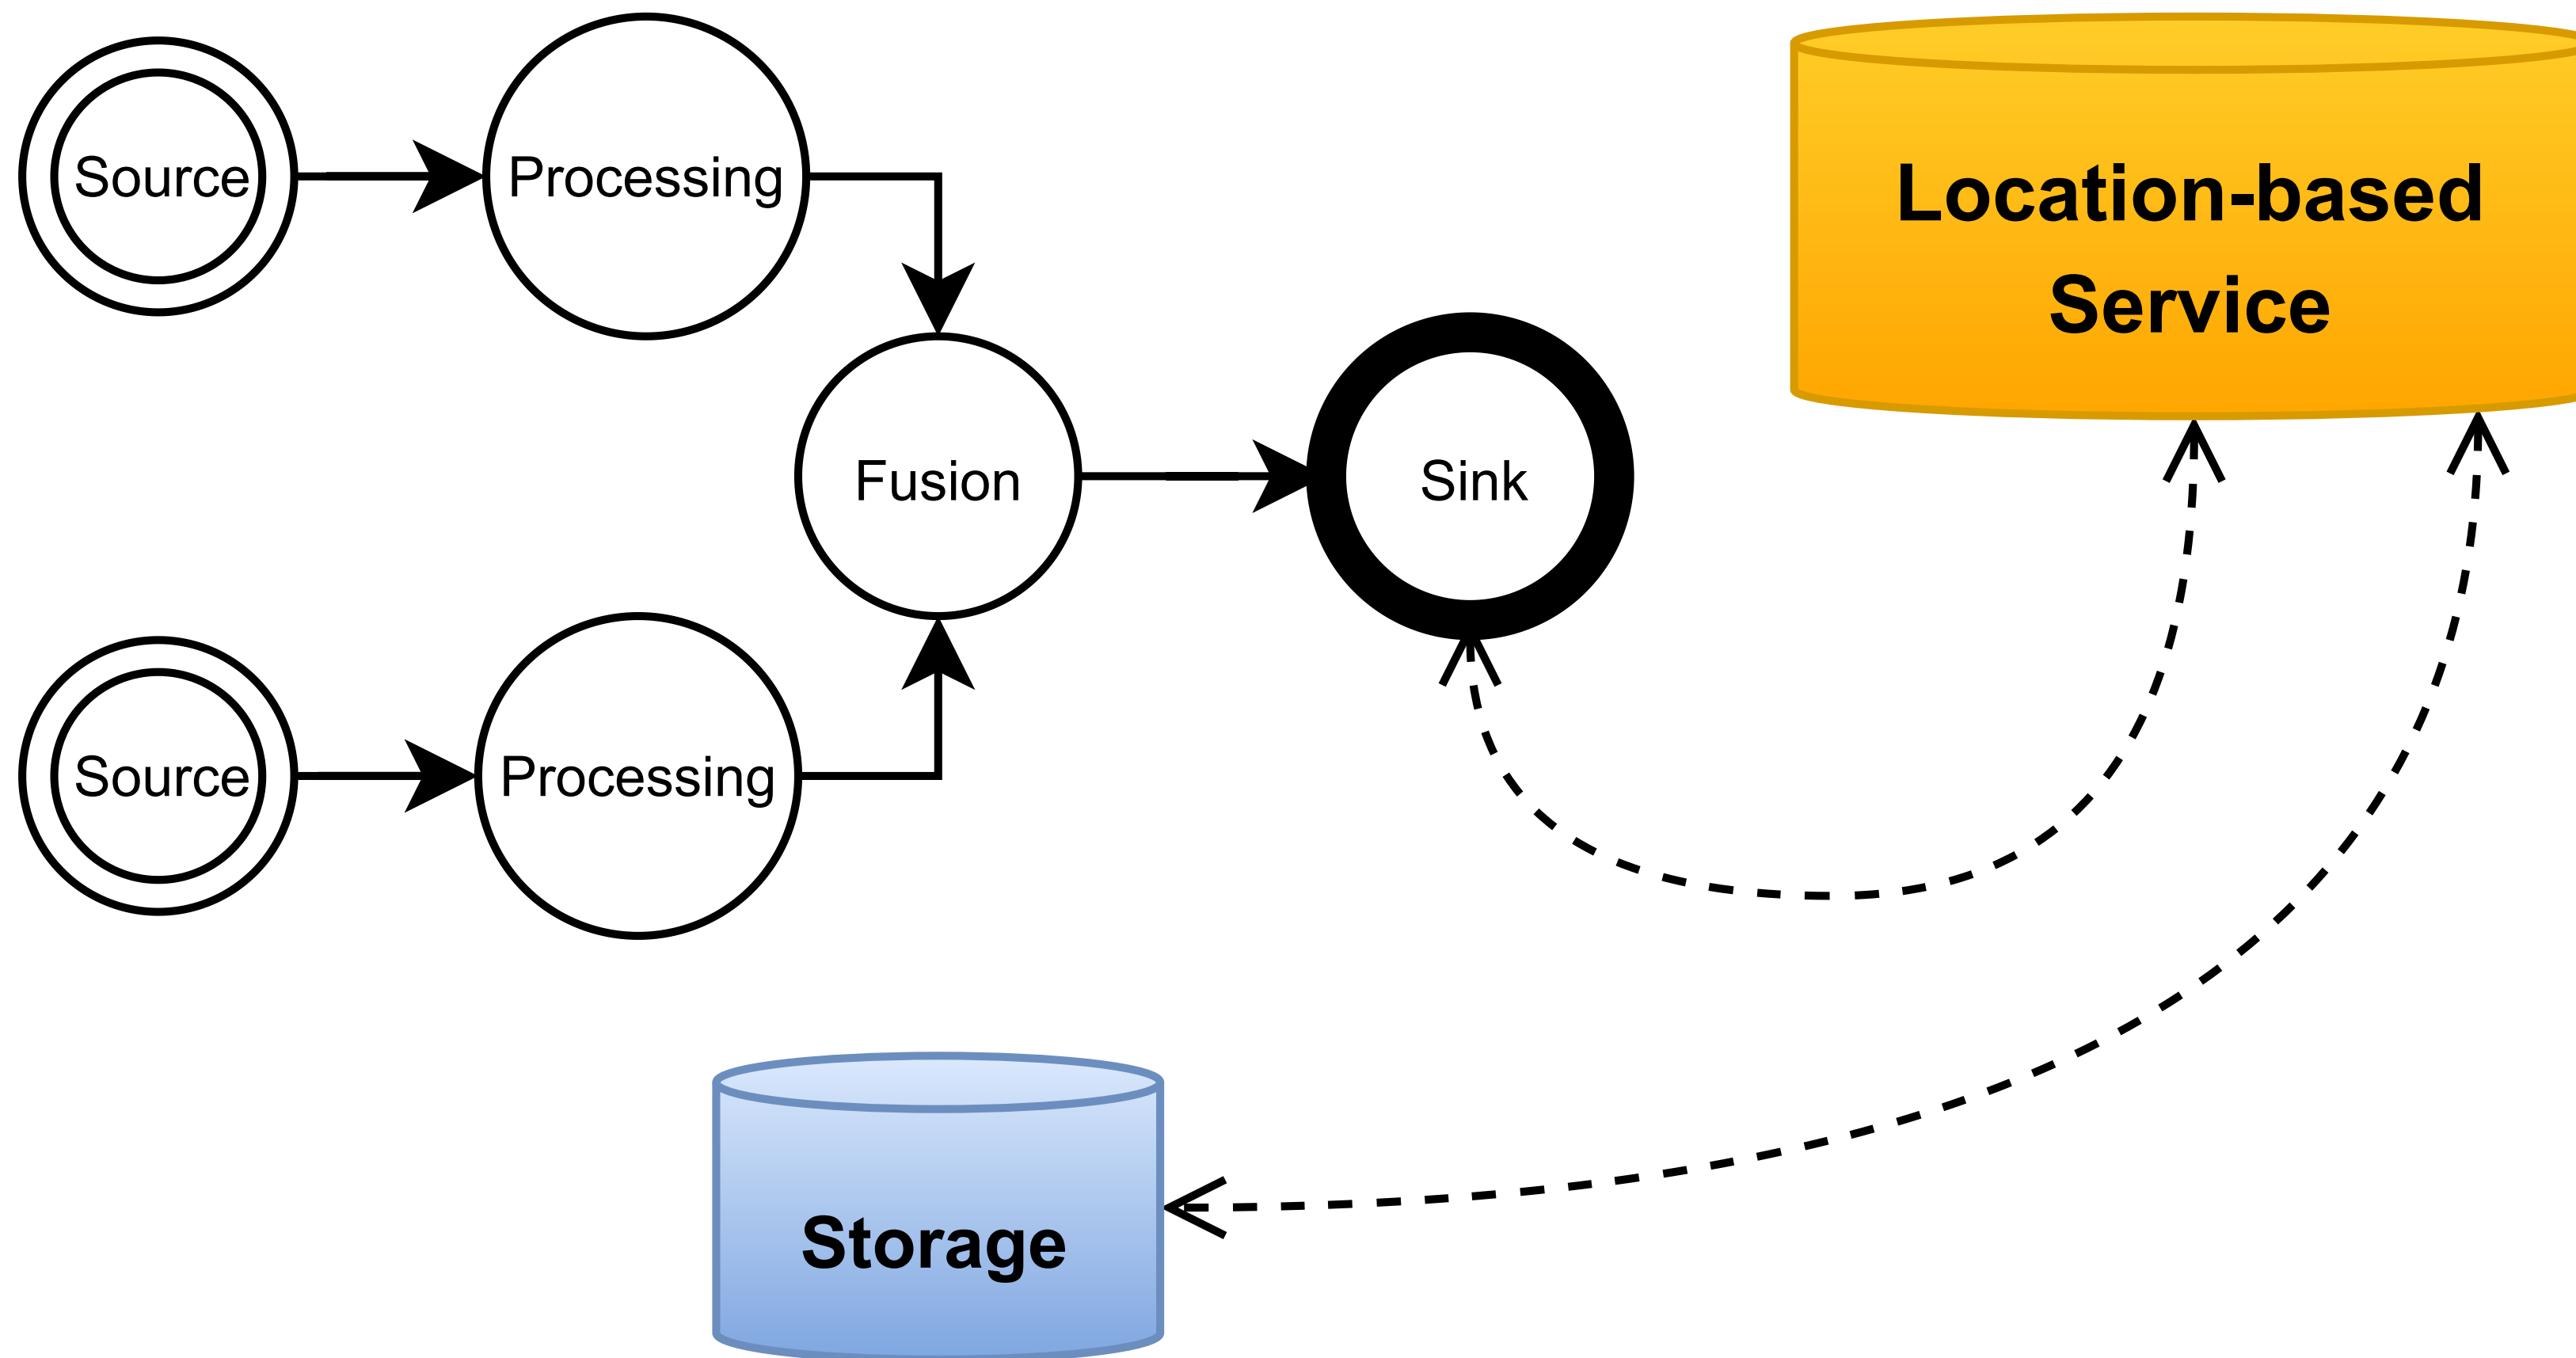 Source
Processing
Location-based
Service
Fusion
Sink
Source
Processing
Storage